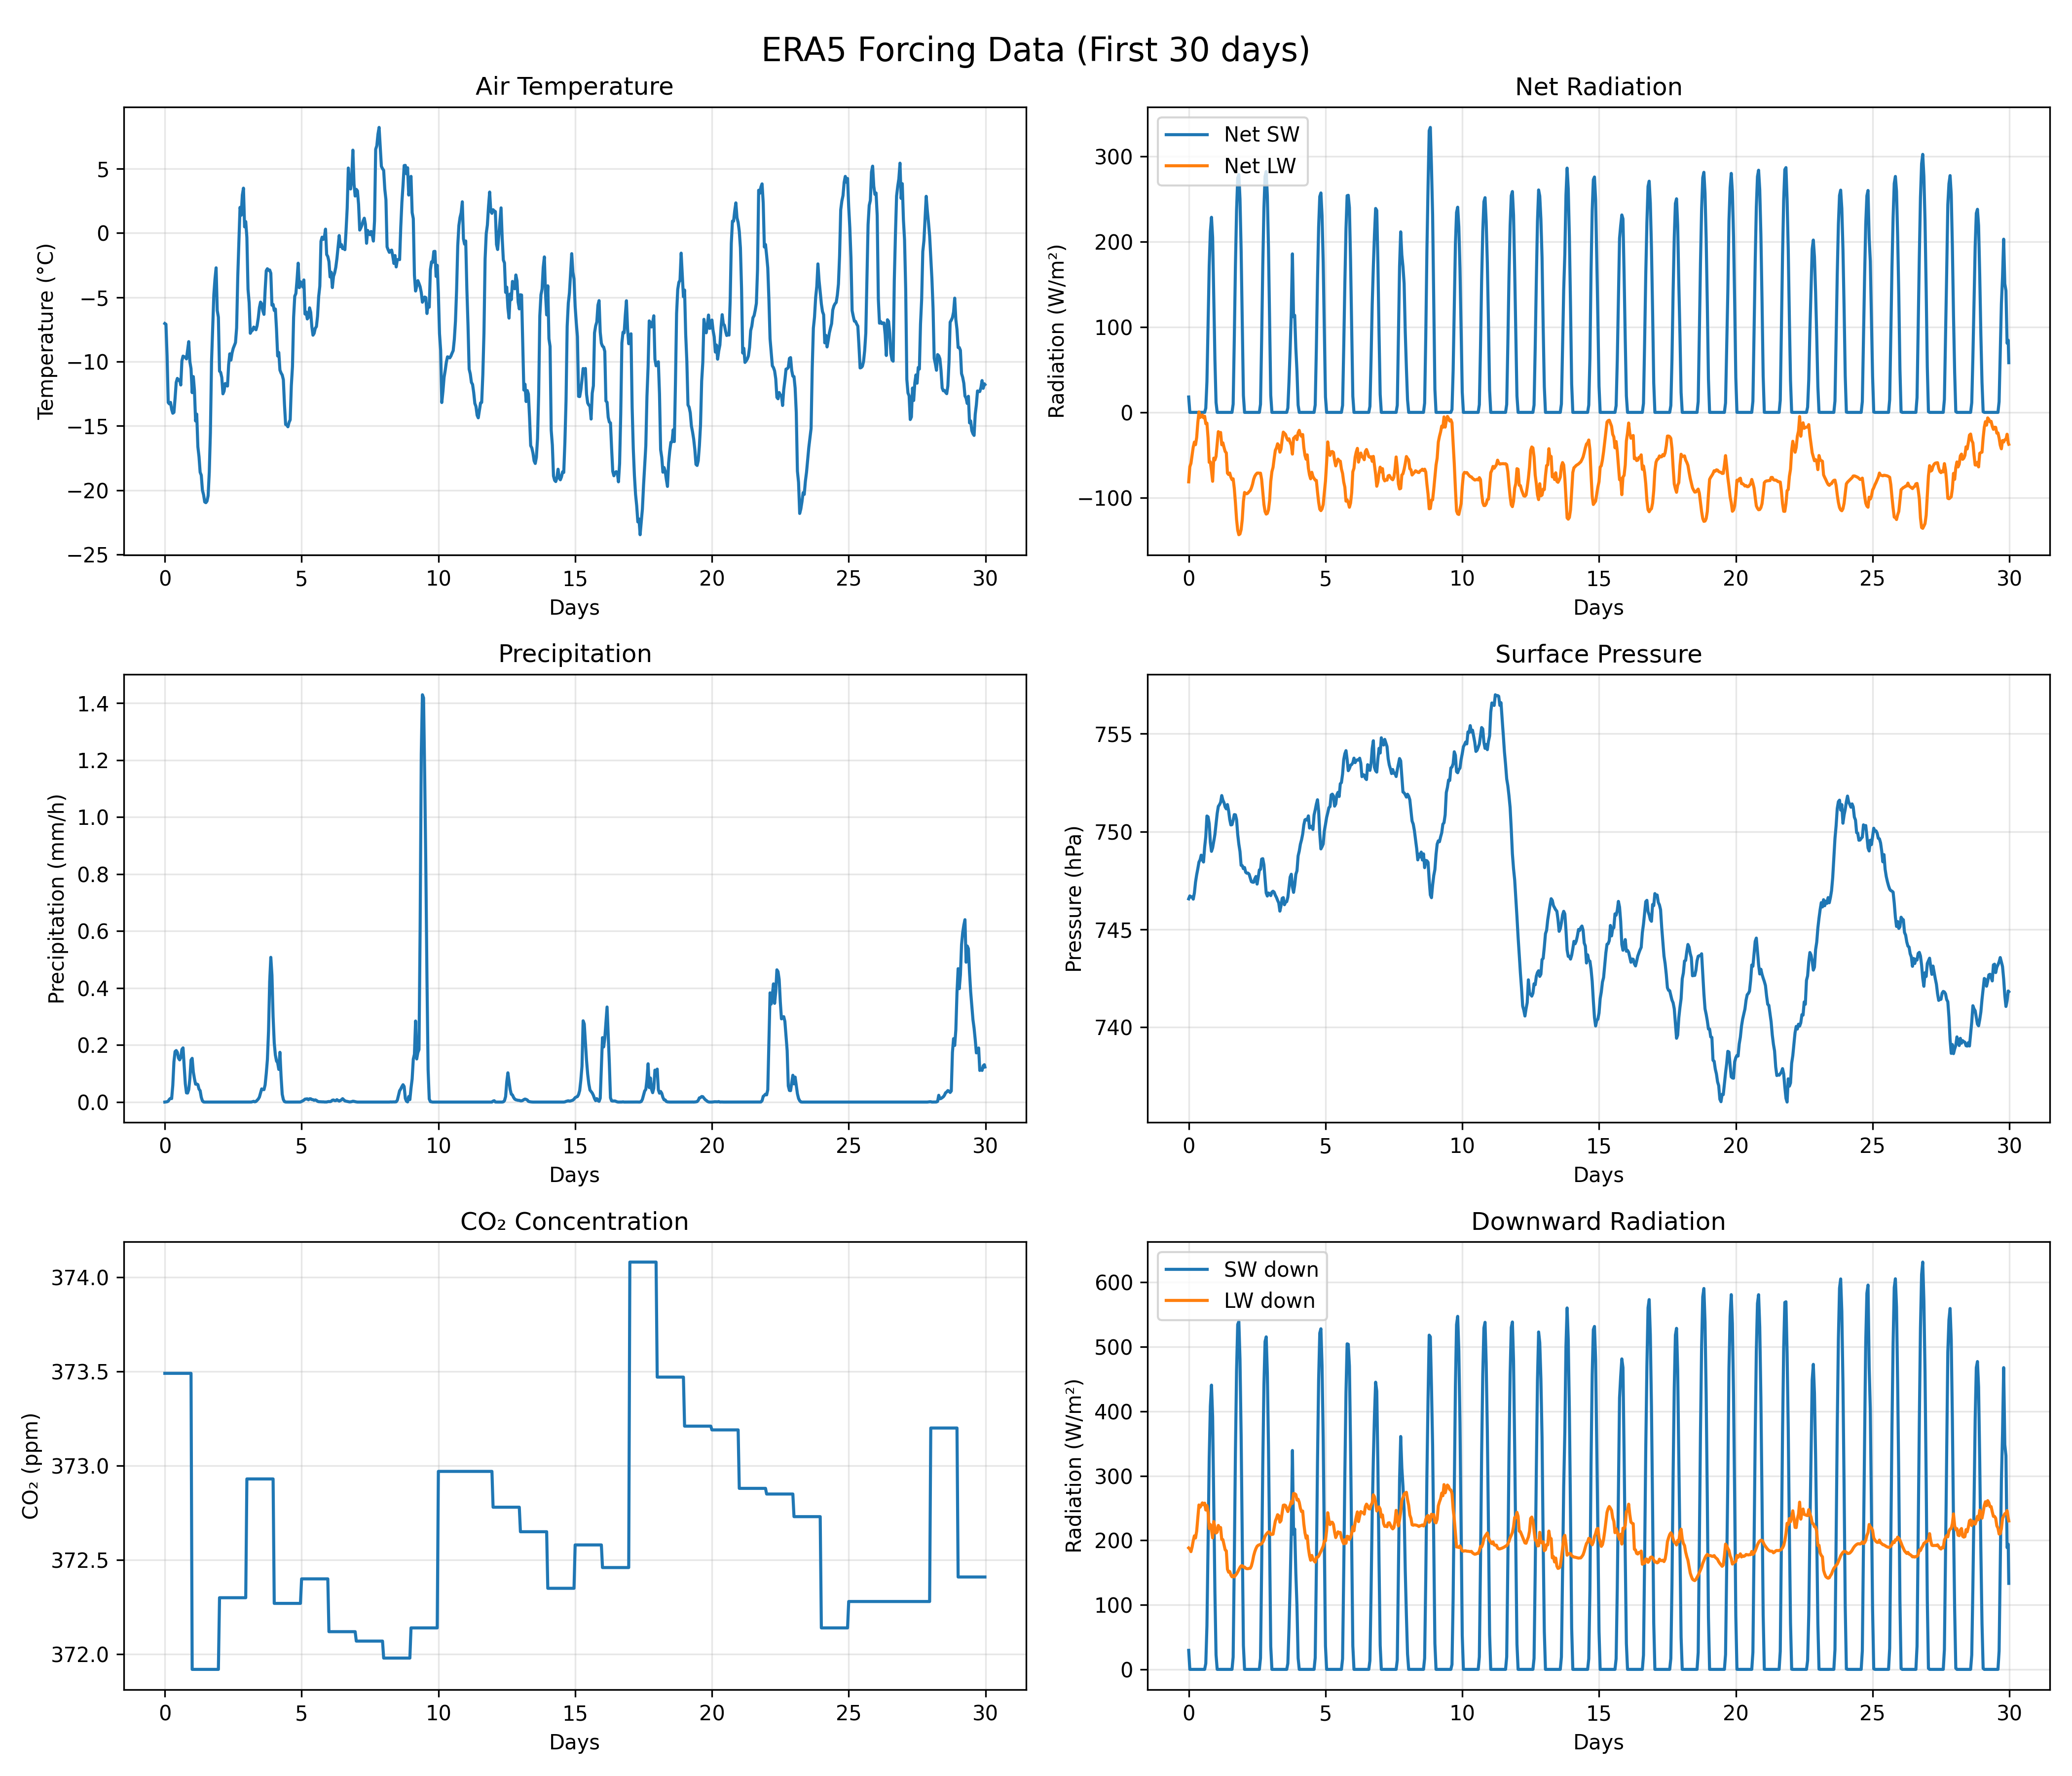 ERA5 Forcing Data (First 30 days)
Air Temperature
Temperature (°C)
5
0
−5
−10
−15
−20
−25
0 5 10 15 20 25 30
Days
Net Radiation
Net SW
Net LW
Radiation (W/m²)
300
200
100
0
−100
0 5 10 15 20 25 30
Days
Precipitation
Precipitation (mm/h)
1.4
1.2
1.0
0.8
0.6
0.4
0.2
0.0
0 5 10 15 20 25 30
Days
Surface Pressure
Pressure (hPa)
755
750
745
740
0 5 10 15 20 25 30
Days
CO₂ Concentration
CO₂ (ppm)
374.0
373.5
373.0
372.5
372.0
0 5 10 15 20 25 30
Days
Downward Radiation
SW down
LW down
Radiation (W/m²)
600
500
400
300
200
100
0
0 5 10 15 20 25 30
Days